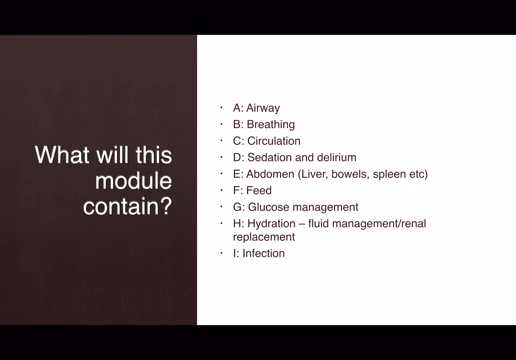 What will this
module
contain?
· A: Airway
· B: Breathing
· C: Circulation
· D: Sedation and delirium
· E: Abdomen (Liver, bowels, spleen etc)
· F: Feed
· G: Glucose management
· H: Hydration – fluid management/renal
replacement
· I: Infection